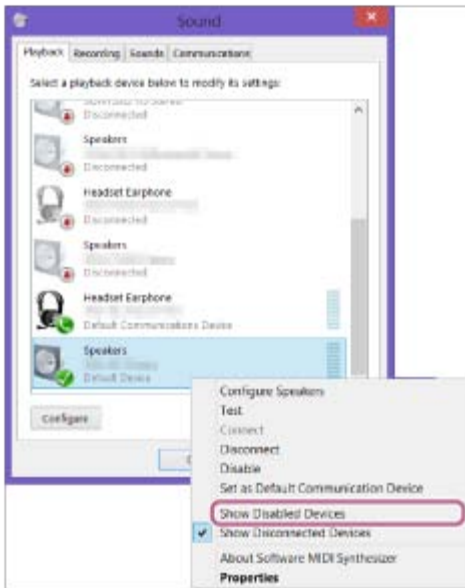 Sound
Playback Recording Sounds Communications
Select a playback device below to modify its settings:
Disconnected
Speakers
Disconnected
Headset Earphone
Disconnected
Speakers
Disconnected
Headset Earphone
Default Communications Device
Speakers
Default Device
Configure
Configure Speakers
Test
Connect
Disconnect
Disable
Set as Default Communication Device
Show Disabled Devices
Show Disconnected Devices
About Software MIDI Synthesizer
Properties